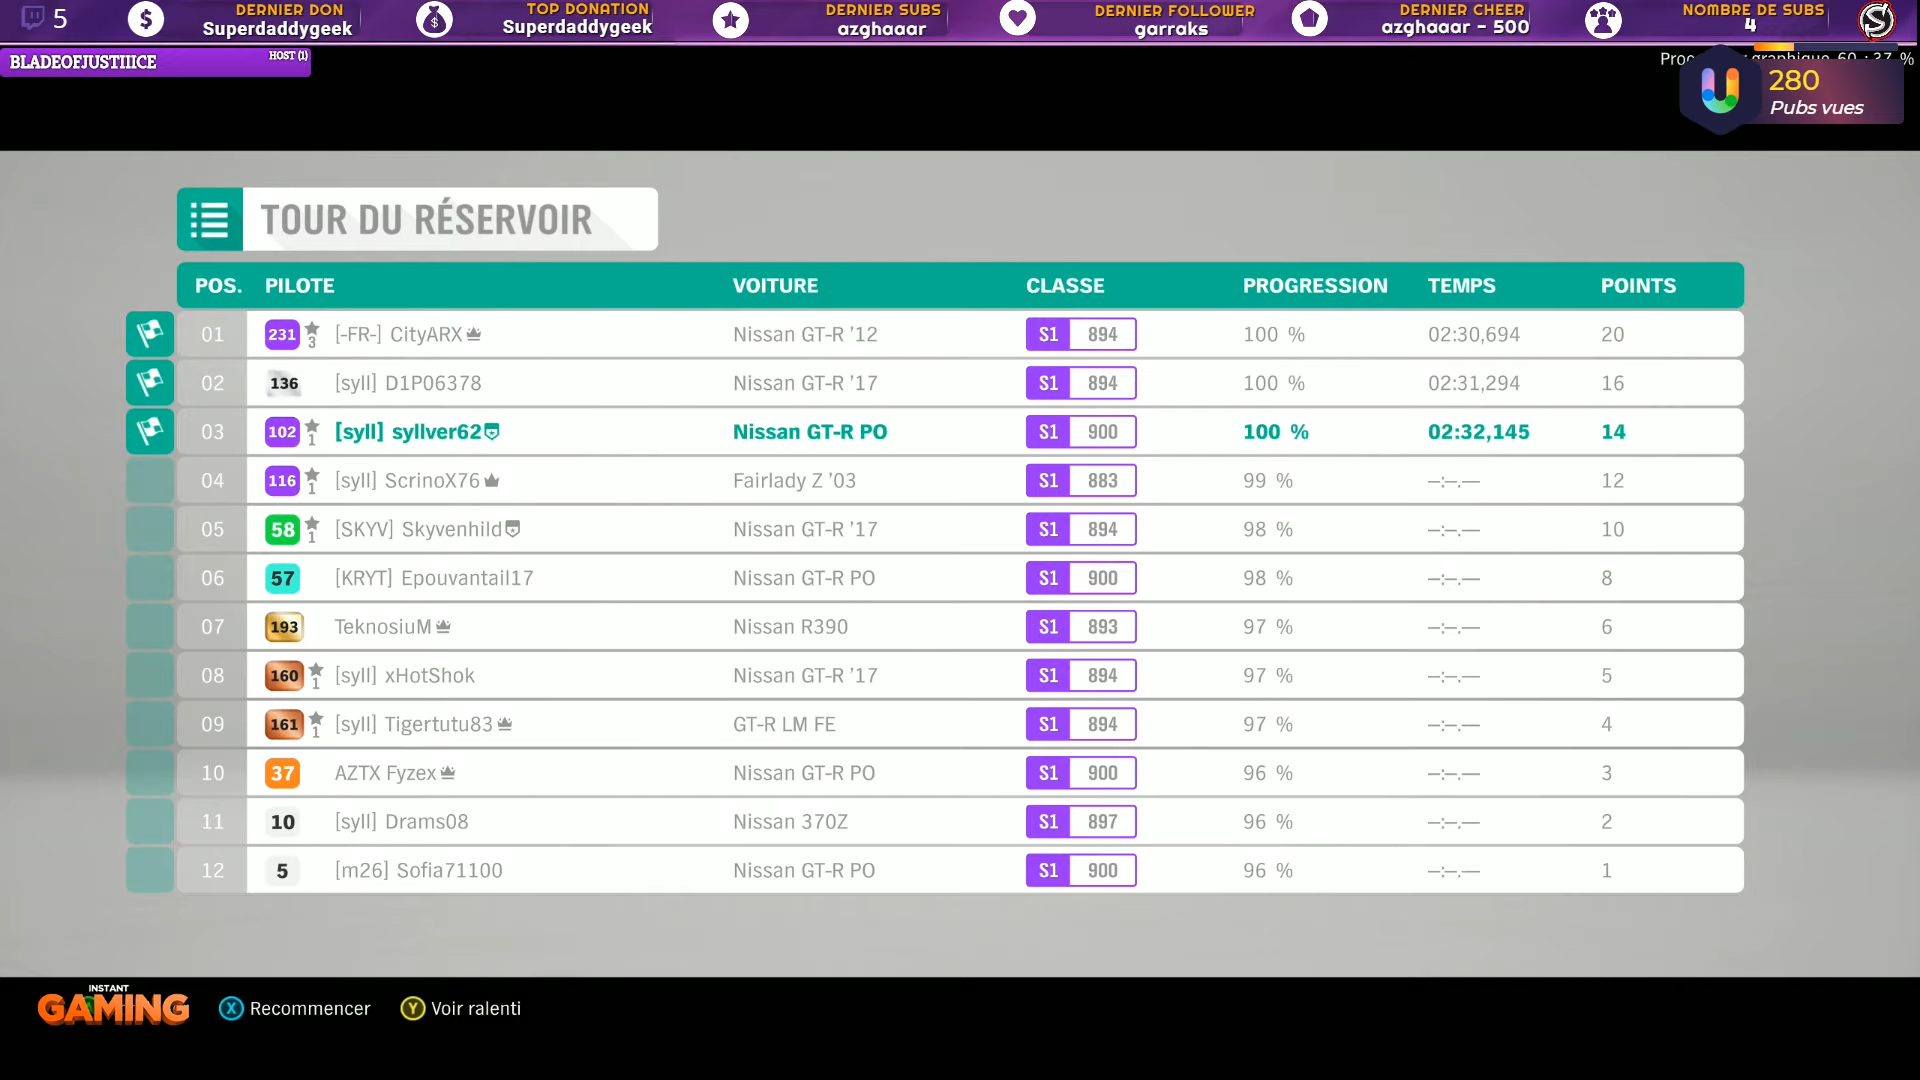 5
DERNIER DON
Superdaddygeek
TOP DONATION
Superdaddygeek
DERNIER SUBS
azghaaar
DERNIER FOLLOWER
garraks
DERNIER CHEER
azghaaar - 500
NOMBRE DE SUBS
4
BLADEOFJUSTIIICE HOST (1)
graphique 60 : 37 %
280
Pubs vues
TOUR DU RÉSERVOIR
POS. PILOTE VOITURE CLASSE PROGRESSION TEMPS POINTS
01 231 3 [-FR-] CityARX Nissan GT-R '12 S1 894 100 % 02:30,694 20
02 136 [syll] D1P06378 Nissan GT-R '17 S1 894 100 % 02:31,294 16
03 102 1 [syll] syllver62 Nissan GT-R PO S1 900 100 % 02:32,145 14
04 116 1 [syll] ScrinoX76 Fairlady Z '03 S1 883 99 % --:--.--- 12
05 58 1 [SKYV] Skyvenhild Nissan GT-R '17 S1 894 98 % --:--.--- 10
06 57 [KRYT] Epouvantail17 Nissan GT-R PO S1 900 98 % --:--.--- 8
07 193 TeknosiuM Nissan R390 S1 893 97 % --:--.--- 6
08 160 1 [syll] xHotShok Nissan GT-R '17 S1 894 97 % --:--.--- 5
09 161 1 [syll] Tigertutu83 GT-R LM FE S1 894 97 % --:--.--- 4
10 37 AZTX Fyzex Nissan GT-R PO S1 900 96 % --:--.--- 3
11 10 [syll] Drams08 Nissan 370Z S1 897 96 % --:--.--- 2
12 5 [m26] Sofia71100 Nissan GT-R PO S1 900 96 % --:--.--- 1
INSTANT
GAMING
X Recommencer Y Voir ralenti